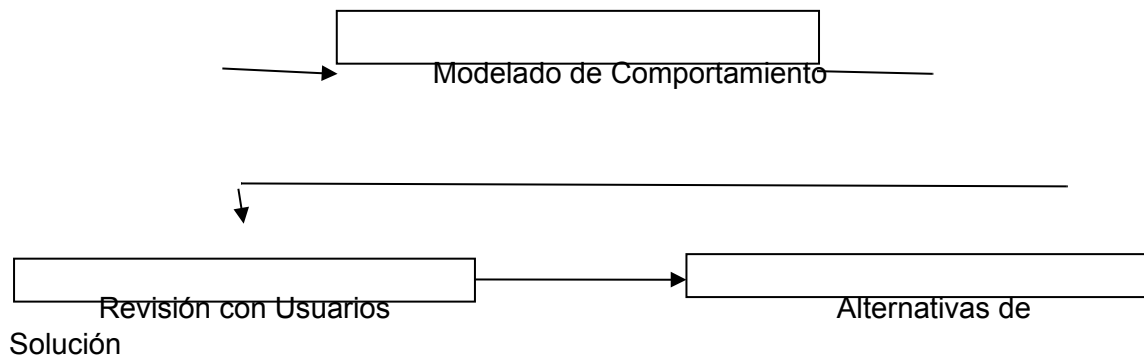 Modelado de Comportamiento
Revisión con Usuarios Alternativas de
Solución